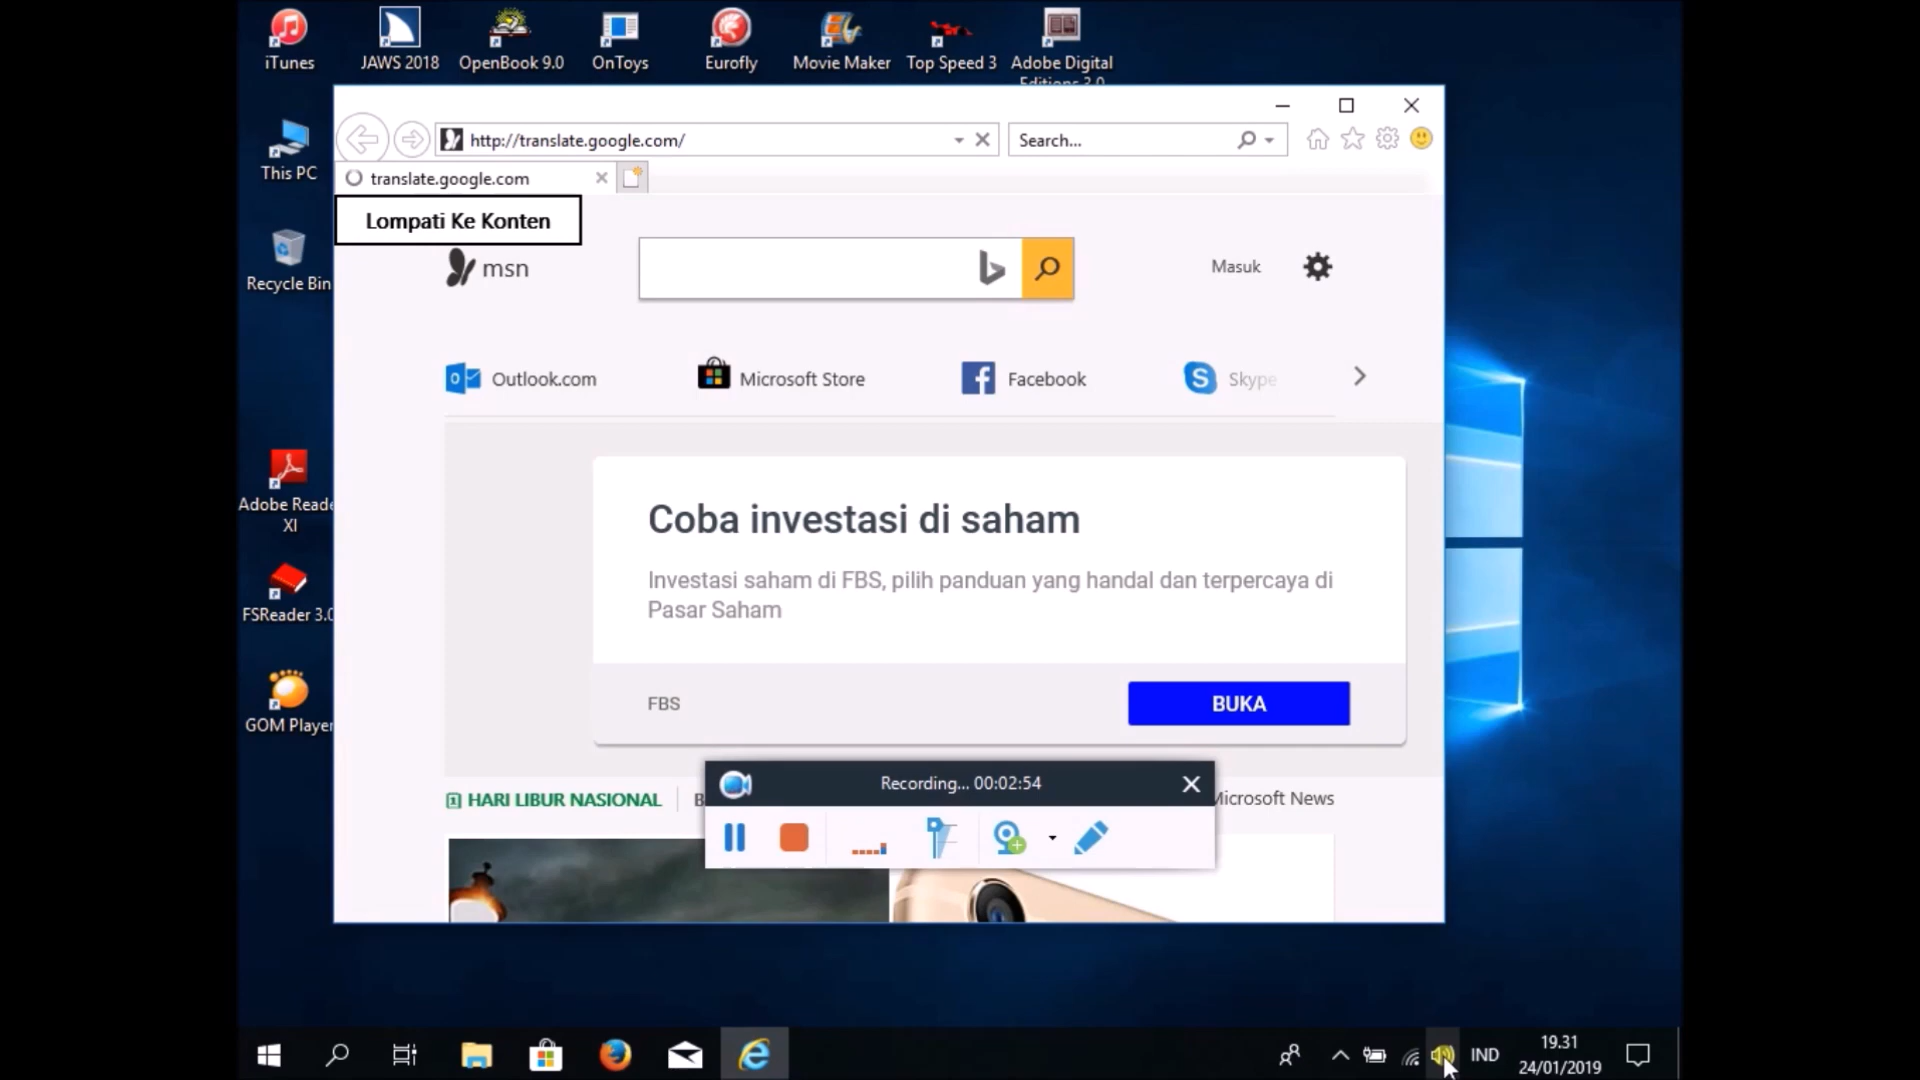 iTunes
JAWS 2018
OpenBook 9.0
OnToys
Eurofly
Movie Maker
Top Speed 3
Adobe Digital
Editions 3.0
This PC
Recycle Bin
Adobe Reade
XI
FSReader 3.0
GOM Player
http://translate.google.com/
Search...
translate.google.com
Lompati Ke Konten
msn
Masuk
Outlook.com
Microsoft Store
Facebook
Skype
Coba investasi di saham
Investasi saham di FBS, pilih panduan yang handal dan terpercaya di
Pasar Saham
FBS
BUKA
Recording... 00:02:54
HARI LIBUR NASIONAL
Microsoft News
IND
19.31
24/01/2019